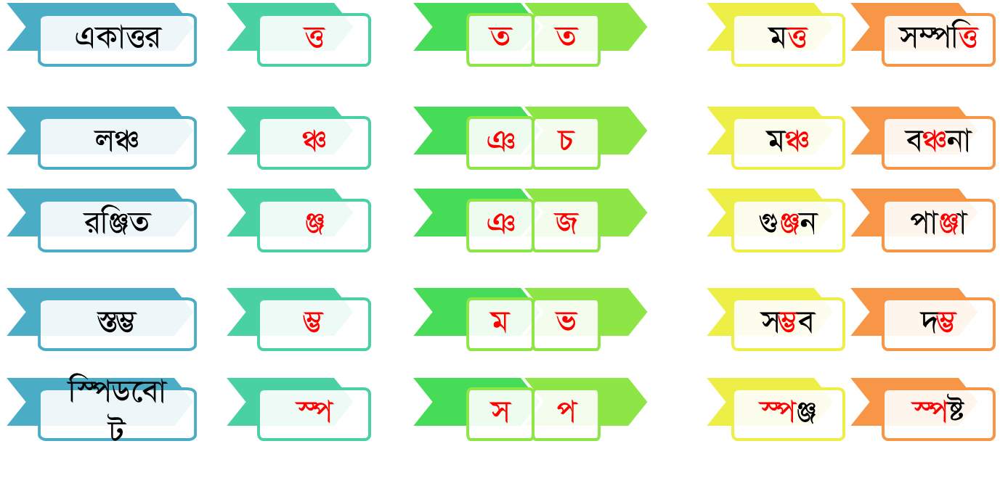 একাত্তর ত্ত ত ত মত্ত সম্পত্তি
লঞ্চ ঞ্চ ঞ চ মঞ্চ বঞ্চনা
রঞ্জিত ঞ্জ ঞ জ গুঞ্জন পাঞ্জা
স্তম্ভ ম্ভ ম ভ সম্ভব দম্ভ
স্পিডবো স্প স প স্পঞ্জ স্পষ্ট
ট